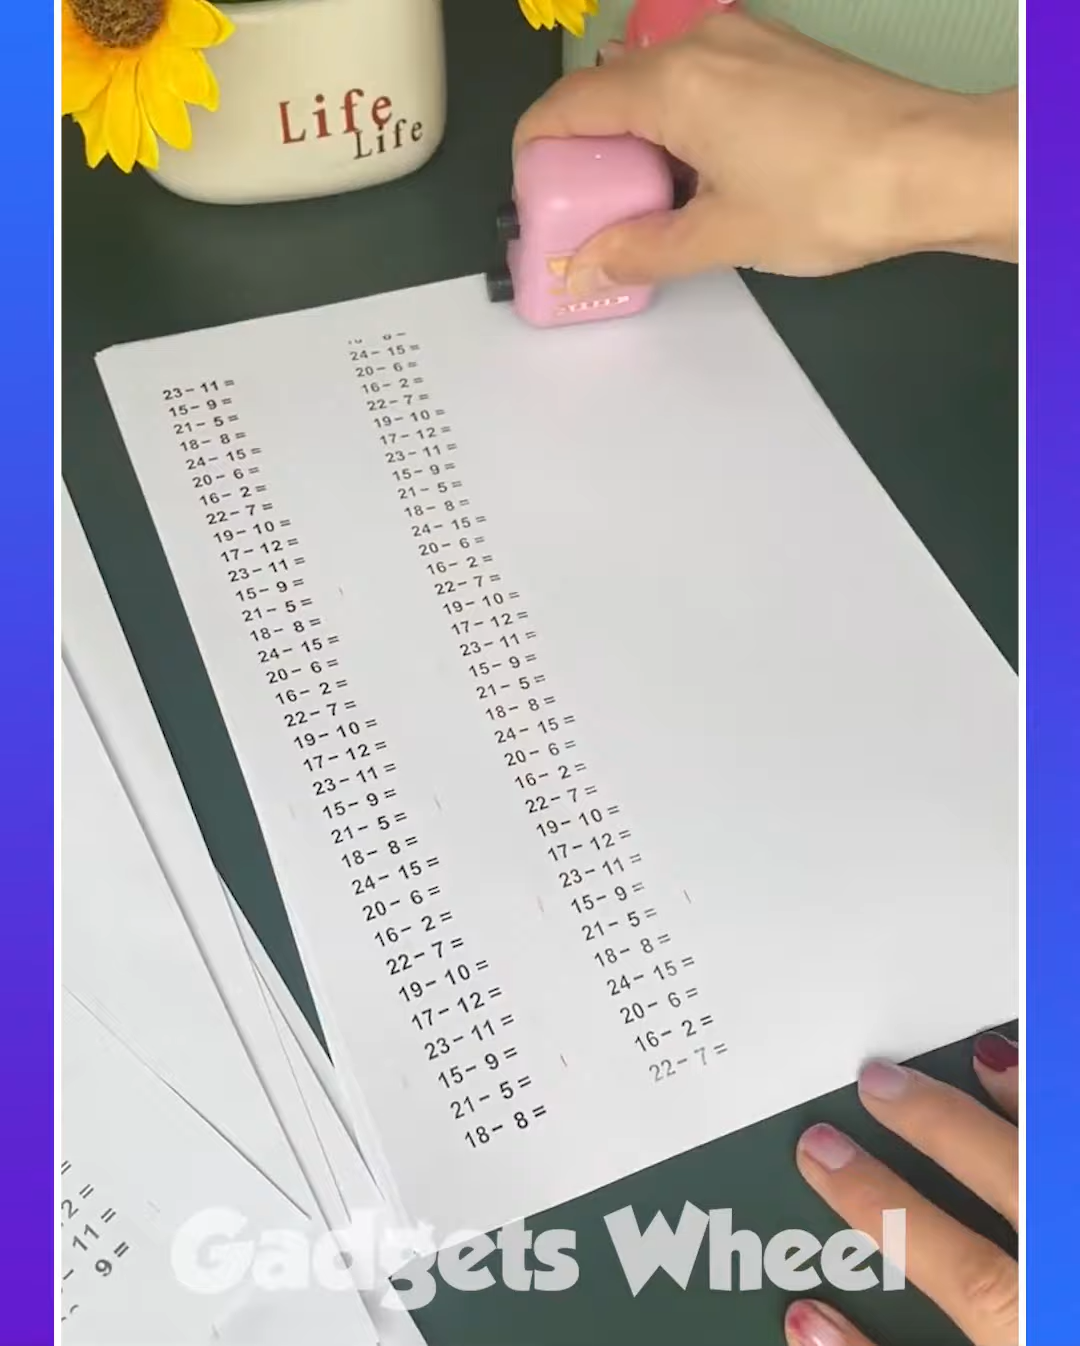 Life
Life
23- 11 =
15- 9 =
21- 5 =
18- 8 =
24- 15 =
20- 6 =
16- 2 =
22- 7 =
19- 10 =
17- 12 =
23- 11 =
15- 9 =
21- 5 =
18- 8 =
24- 15 =
20- 6 =
16- 2 =
22- 7 =
19- 10 =
17- 12 =
23- 11 =
15- 9 =
21- 5 =
18- 8 =
24- 15 =
20- 6 =
16- 2 =
22- 7 =
19- 10 =
17- 12 =
23- 11 =
15- 9 =
21- 5 =
18- 8 =
24- 15 =
20- 6 =
16- 2 =
22- 7 =
19- 10 =
17- 12 =
23- 11 =
15- 9 =
21- 5 =
18- 8 =
24- 15 =
20- 6 =
16- 2 =
22- 7 =
19- 10 =
17- 12 =
23- 11 =
15- 9 =
21- 5 =
18- 8 =
24- 15 =
20- 6 =
16- 2 =
22- 7 =
19- 10 =
17- 12 =
23- 11 =
15- 9 =
21- 5 =
18- 8 =
24- 15 =
20- 6 =
16- 2 =
22- 7 =
2 =
11 =
9 =
Gadgets Wheel